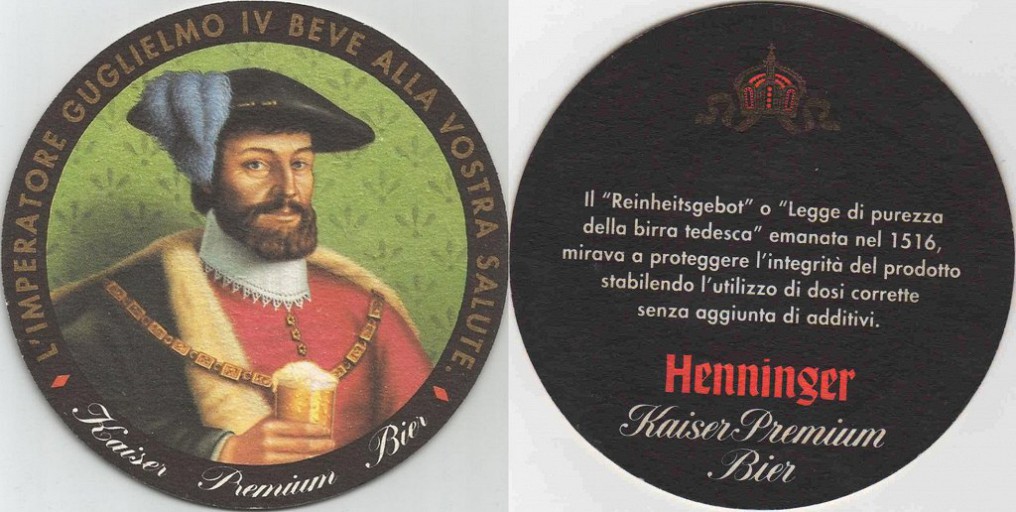 L'IMPERATORE GUGLIELMO IV BEVE ALLA VOSTRA SALUTE.
Kaiser Premium Bier
Il “Reinheitsgebot” o “Legge di purezza
della birra tedesca” emanata nel 1516,
mirava a proteggere l'integrità del prodotto
stabilendo l'utilizzo di dosi corrette
senza aggiunta di additivi.
Henninger
Kaiser Premium
Bier